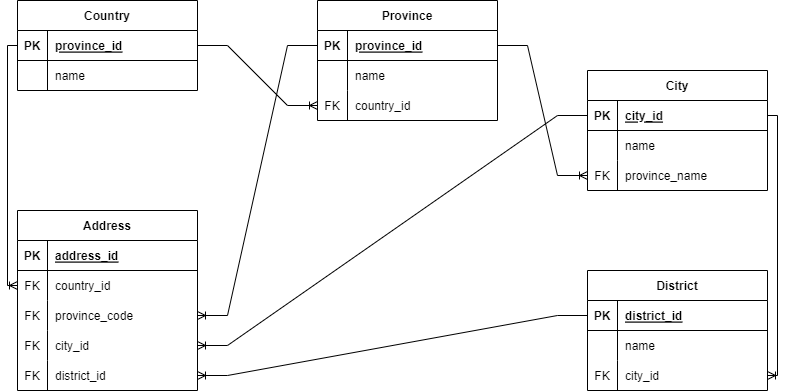 Country
PK province_id
name
Province
PK province_id
name
FK country_id
City
PK city_id
name
FK province_name
Address
PK address_id
FK country_id
FK province_code
FK city_id
FK district_id
District
PK district_id
name
FK city_id